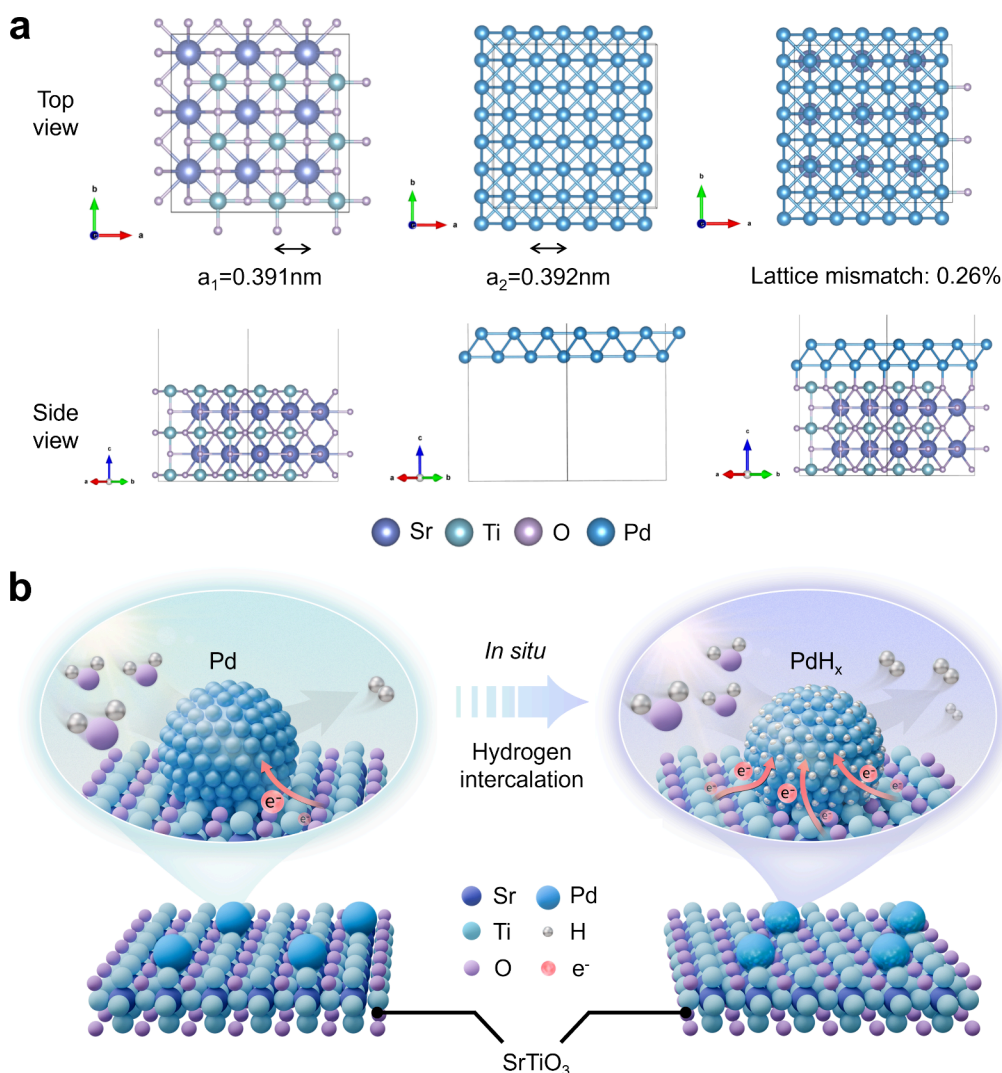 a
Top
view
b
a
c
b
a
c
b
a
c
a₁=0.391nm
a₂=0.392nm
Lattice mismatch: 0.26%
Side
view
c
a
b
c
a
b
c
a
b
Sr
Ti
O
Pd
b
Pd
In situ
Hydrogen
intercalation
PdHₓ
e⁻
e⁻
e⁻
e⁻
e⁻
e⁻
e⁻
e⁻
Sr
Pd
Ti
H
O
e⁻
SrTiO₃